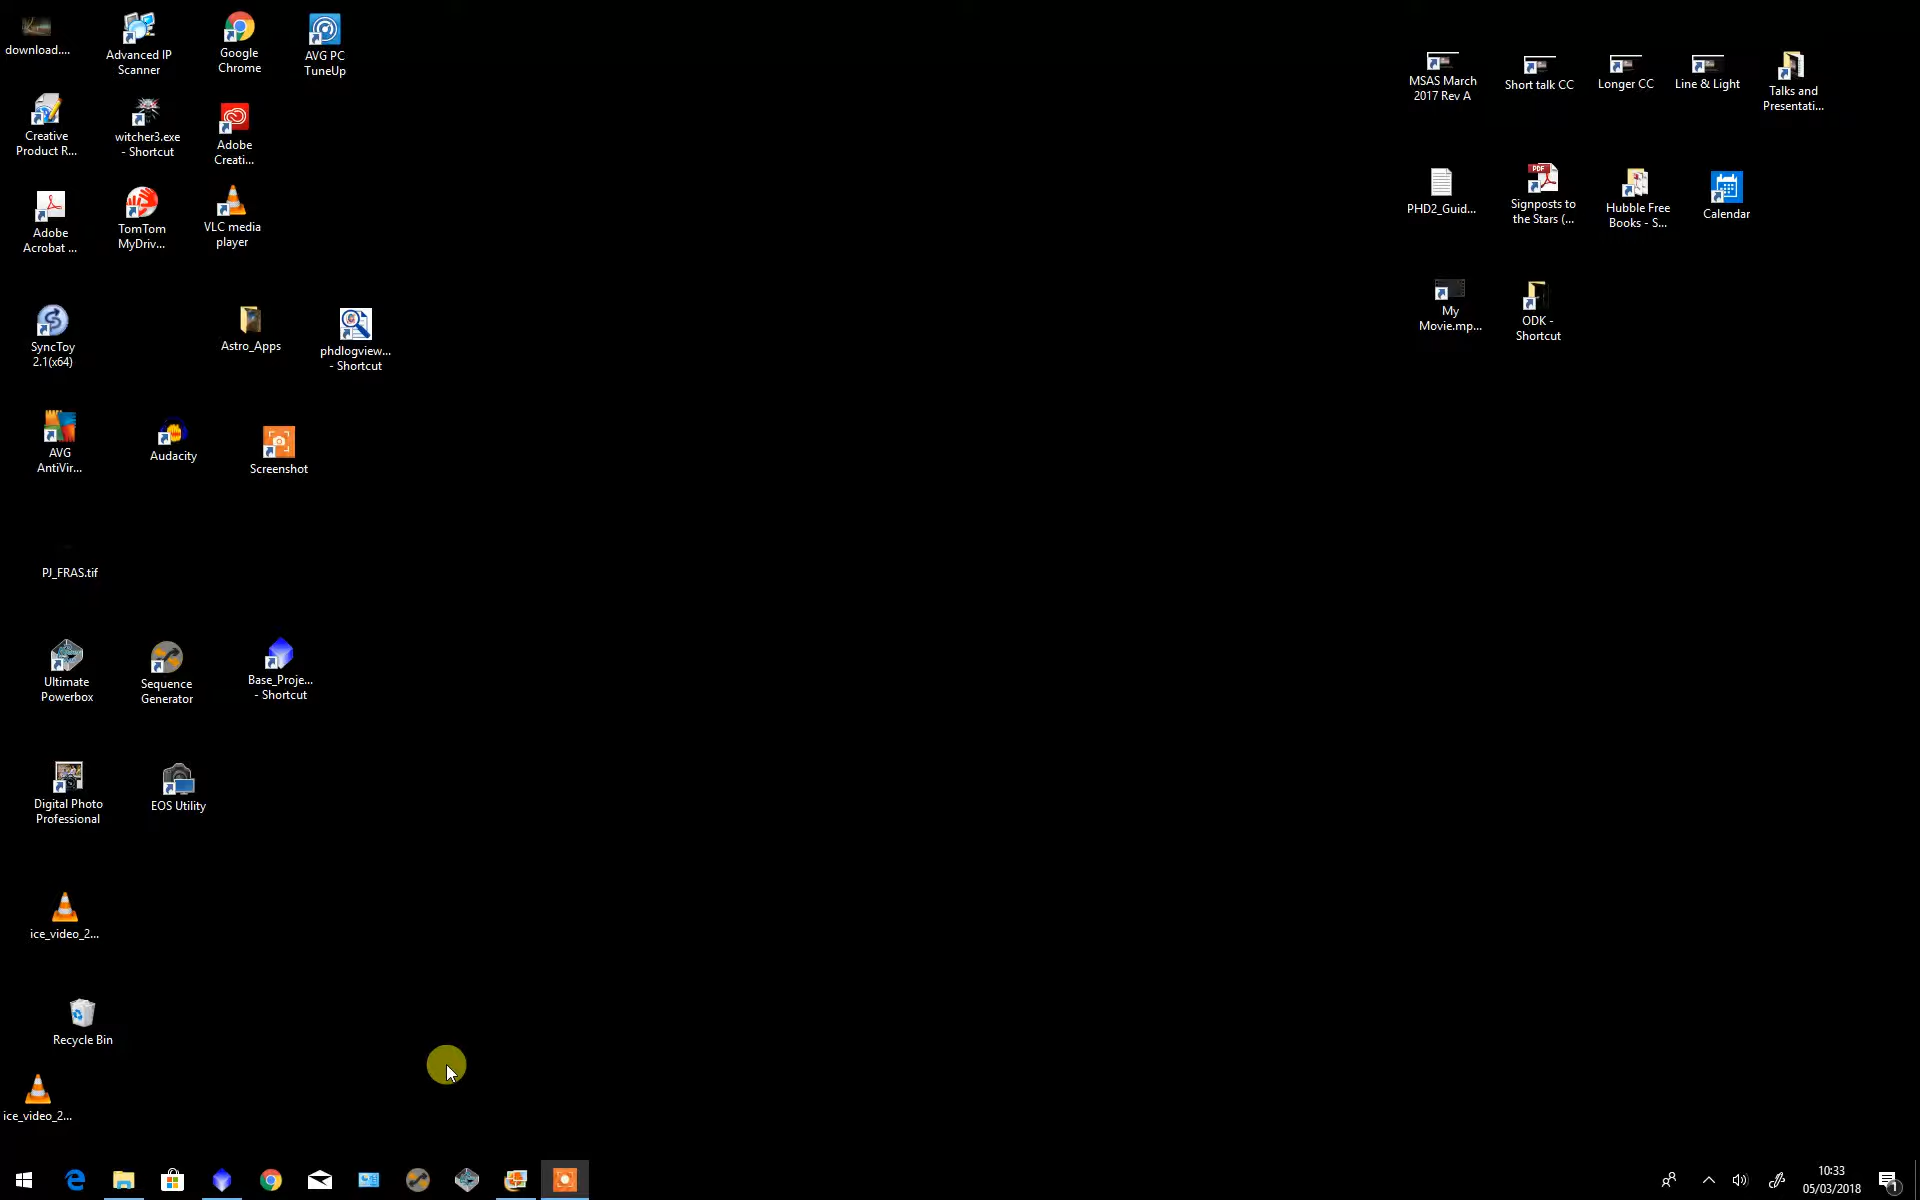 download....
Advanced IP
Scanner
Google
Chrome
AVG PC
TuneUp
MSAS March
2017 Rev A
Short talk CC
Longer CC
Line & Light
Talks and
Presentati...
Creative
Product R...
witcher3.exe
- Shortcut
Adobe
Creati...
Adobe
Acrobat ...
TomTom
MyDriv...
VLC media
player
PHD2_Guid...
PDF
Signposts to
the Stars (...
Hubble Free
Books - S...
Calendar
SyncToy
2.1(x64)
Astro_Apps
phdlogview...
- Shortcut
My
Movie.mp...
ODK -
Shortcut
AVG
AntiVir...
Audacity
Screenshot
PJ_FRAS.tif
Ultimate
Powerbox
Sequence
Generator
Base_Proje...
- Shortcut
Digital Photo
Professional
EOS Utility
ice_video_2...
Recycle Bin
ice_video_2...
10:33
05/03/2018
1